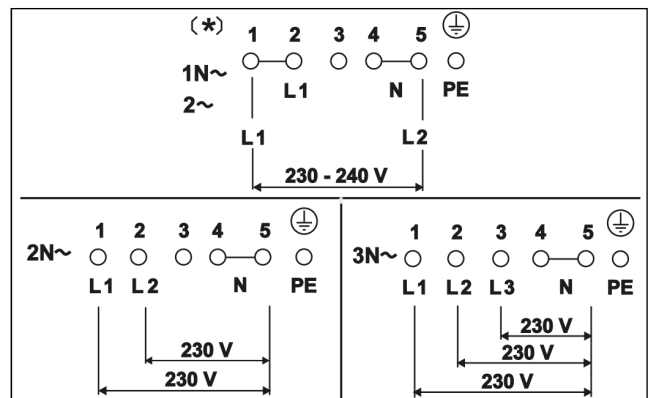 (*) 1 2 3 4 5
1N~ L1 N PE
2~
L1 L2
230 - 240 V
1 2 3 4 5
2N~
L1 L2 N PE
230 V
230 V
1 2 3 4 5
3N~
L1 L2 L3 N PE
230 V
230 V
230 V